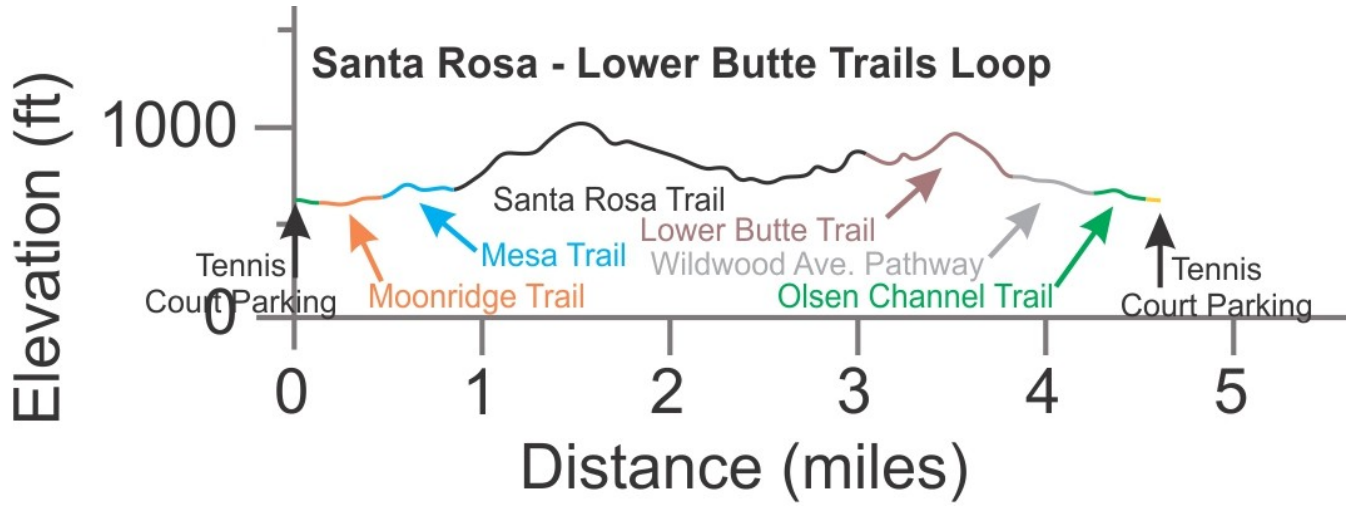 Santa Rosa - Lower Butte Trails Loop
Elevation (ft)
1000
0
Santa Rosa Trail
Lower Butte Trail
Mesa Trail
Wildwood Ave. Pathway
Tennis
Court Parking
Moonridge Trail
Olsen Channel Trail
Tennis
Court Parking
0 1 2 3 4 5
Distance (miles)